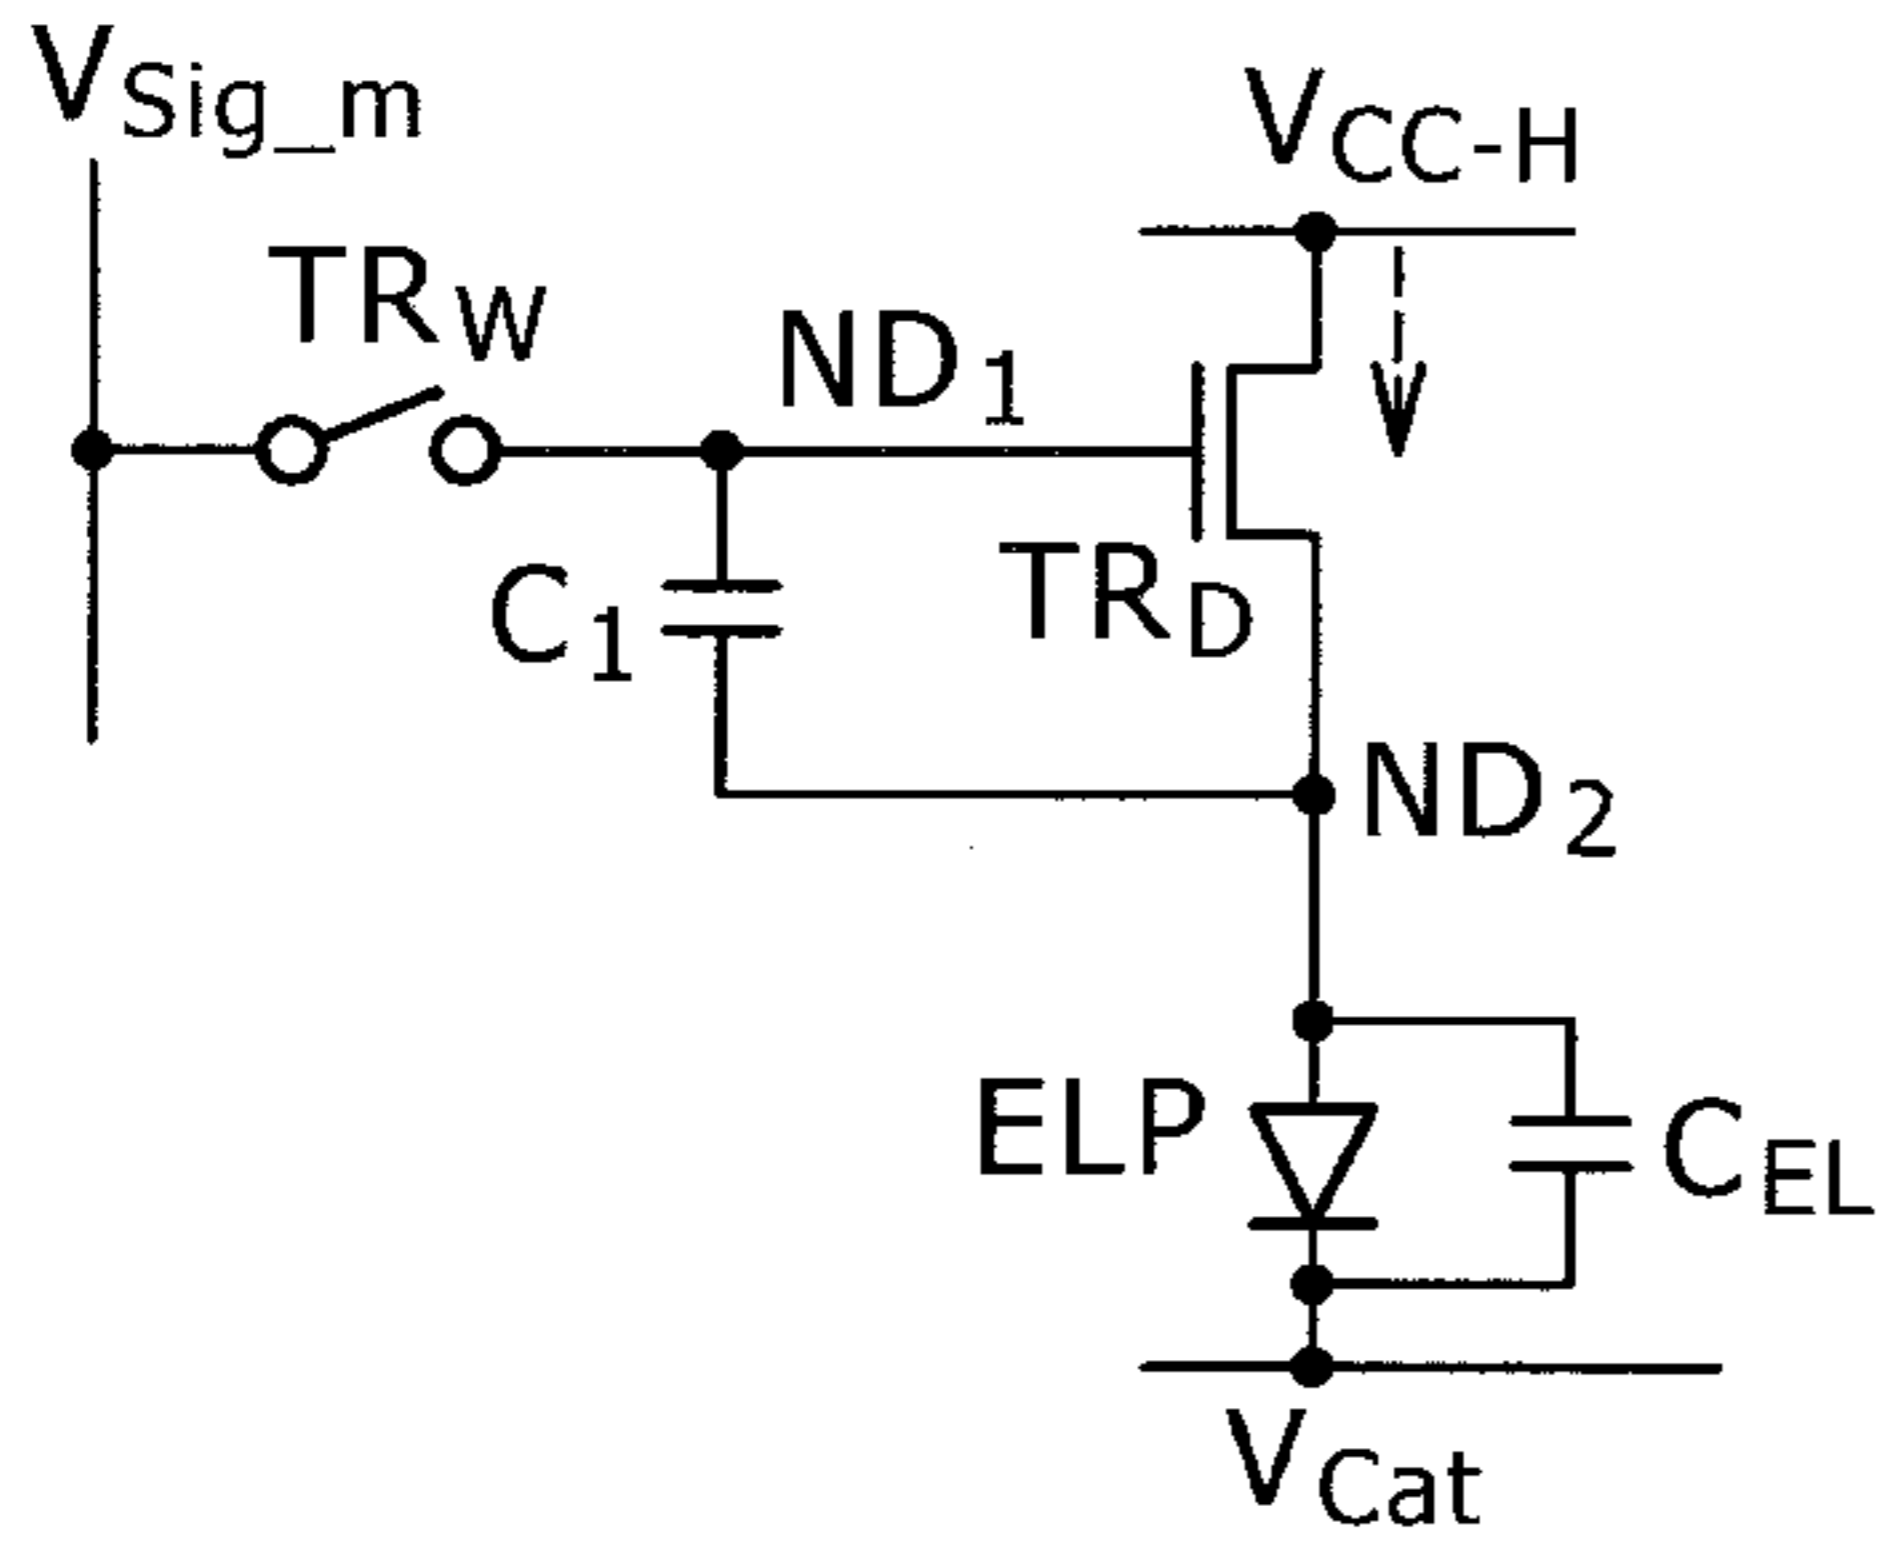 VSig_m
VCC-H
TRW
ND1
C1
TRD
ND2
ELP
CEL
VCat